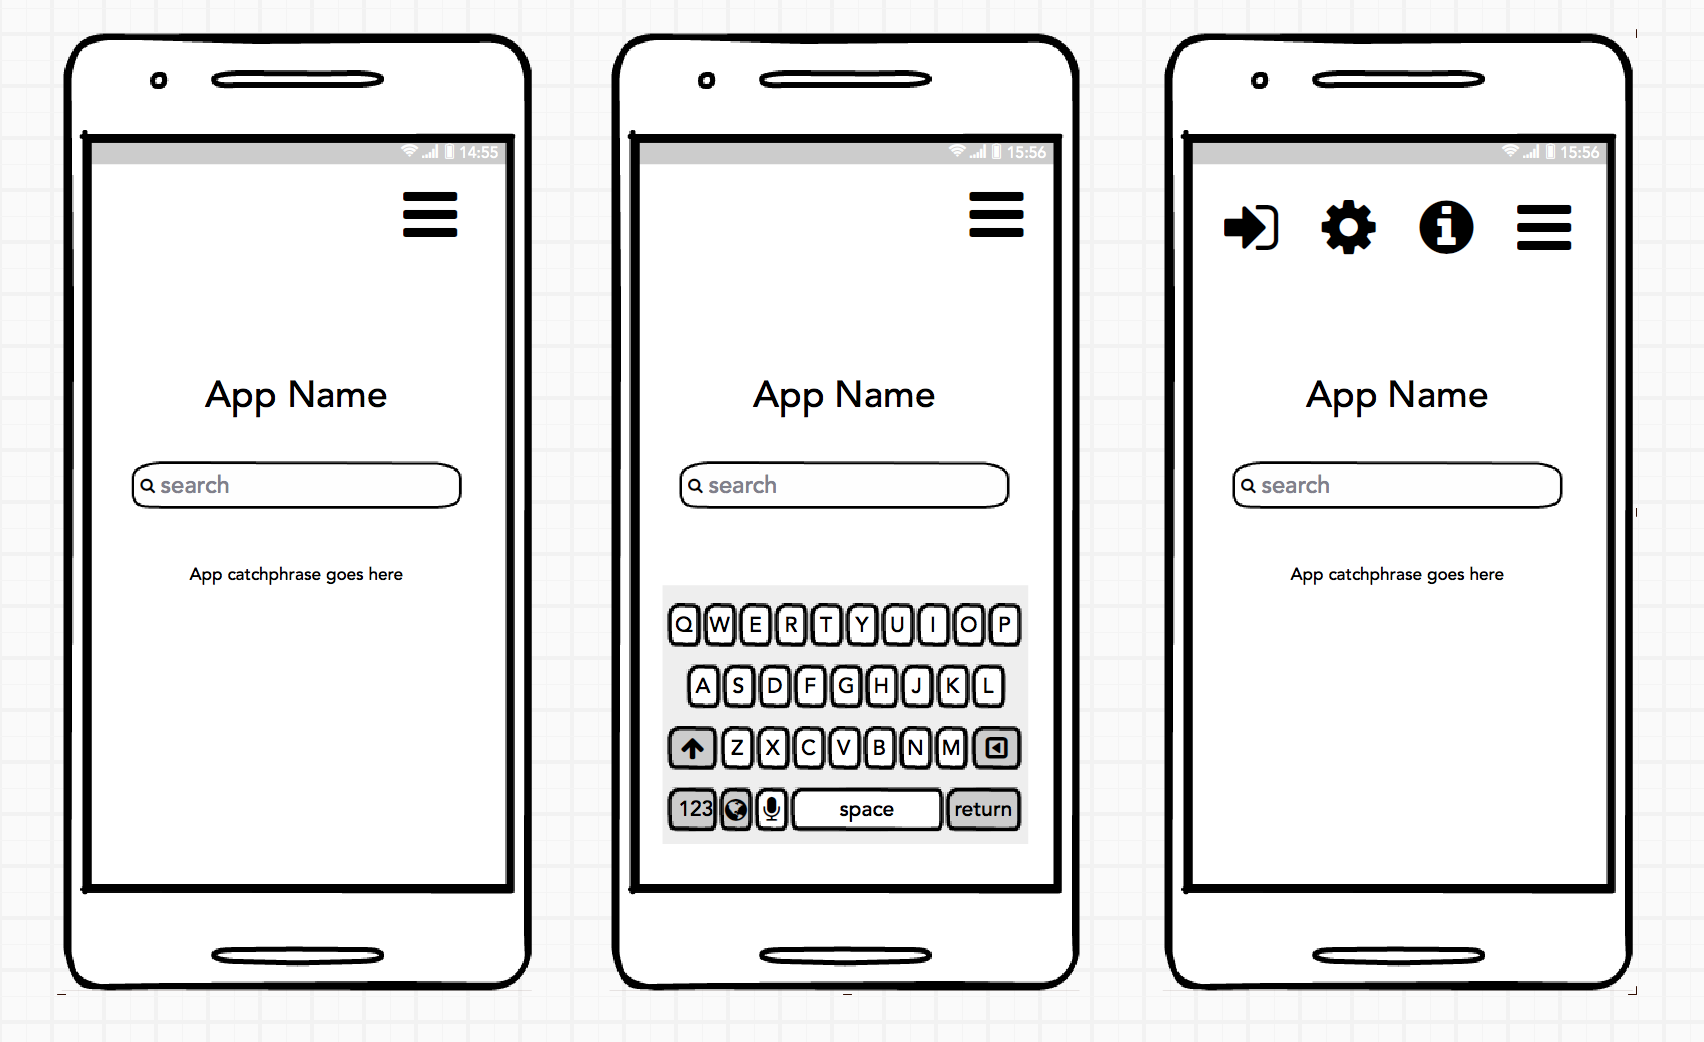 14:55
App Name
search
App catchphrase goes here
15:56
App Name
search
Q W E R T Y U I O P
A S D F G H J K L
Z X C V B N M
123 space return
15:56
App Name
search
App catchphrase goes here